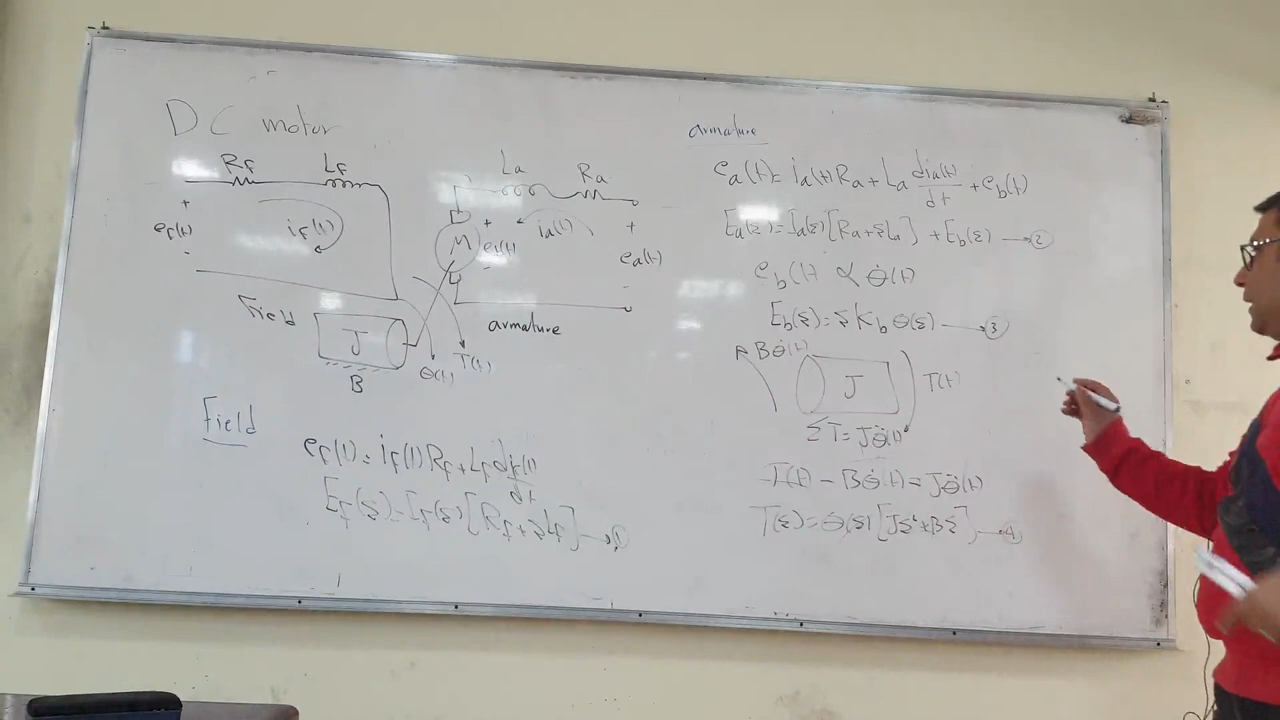 DC motor
Rf Lf
+
ef(t) if(t)
-
Field
La Ra
+ ia(t) +
M eb(t) ea(t)
- -
armature
J
B
θ(t) T(t)
Field
ef(t) = if(t) Rf + Lf dif(t)/dt
Ef(s) = If(s) [Rf + sLf] → ①
armature
ea(t) = ia(t) Ra + La dia(t)/dt + eb(t)
Ea(s) = Ia(s) [Ra + sLa] + Eb(s) → ②
eb(t) ∝ θ̇(t)
Eb(s) = s Kb θ(s) → ③
Bθ̇(t)
J T(t)
ΣT = Jθ̈(t)
T(t) - Bθ̇(t) = Jθ̈(t)
T(s) = θ(s) [Js² + Bs] → ④